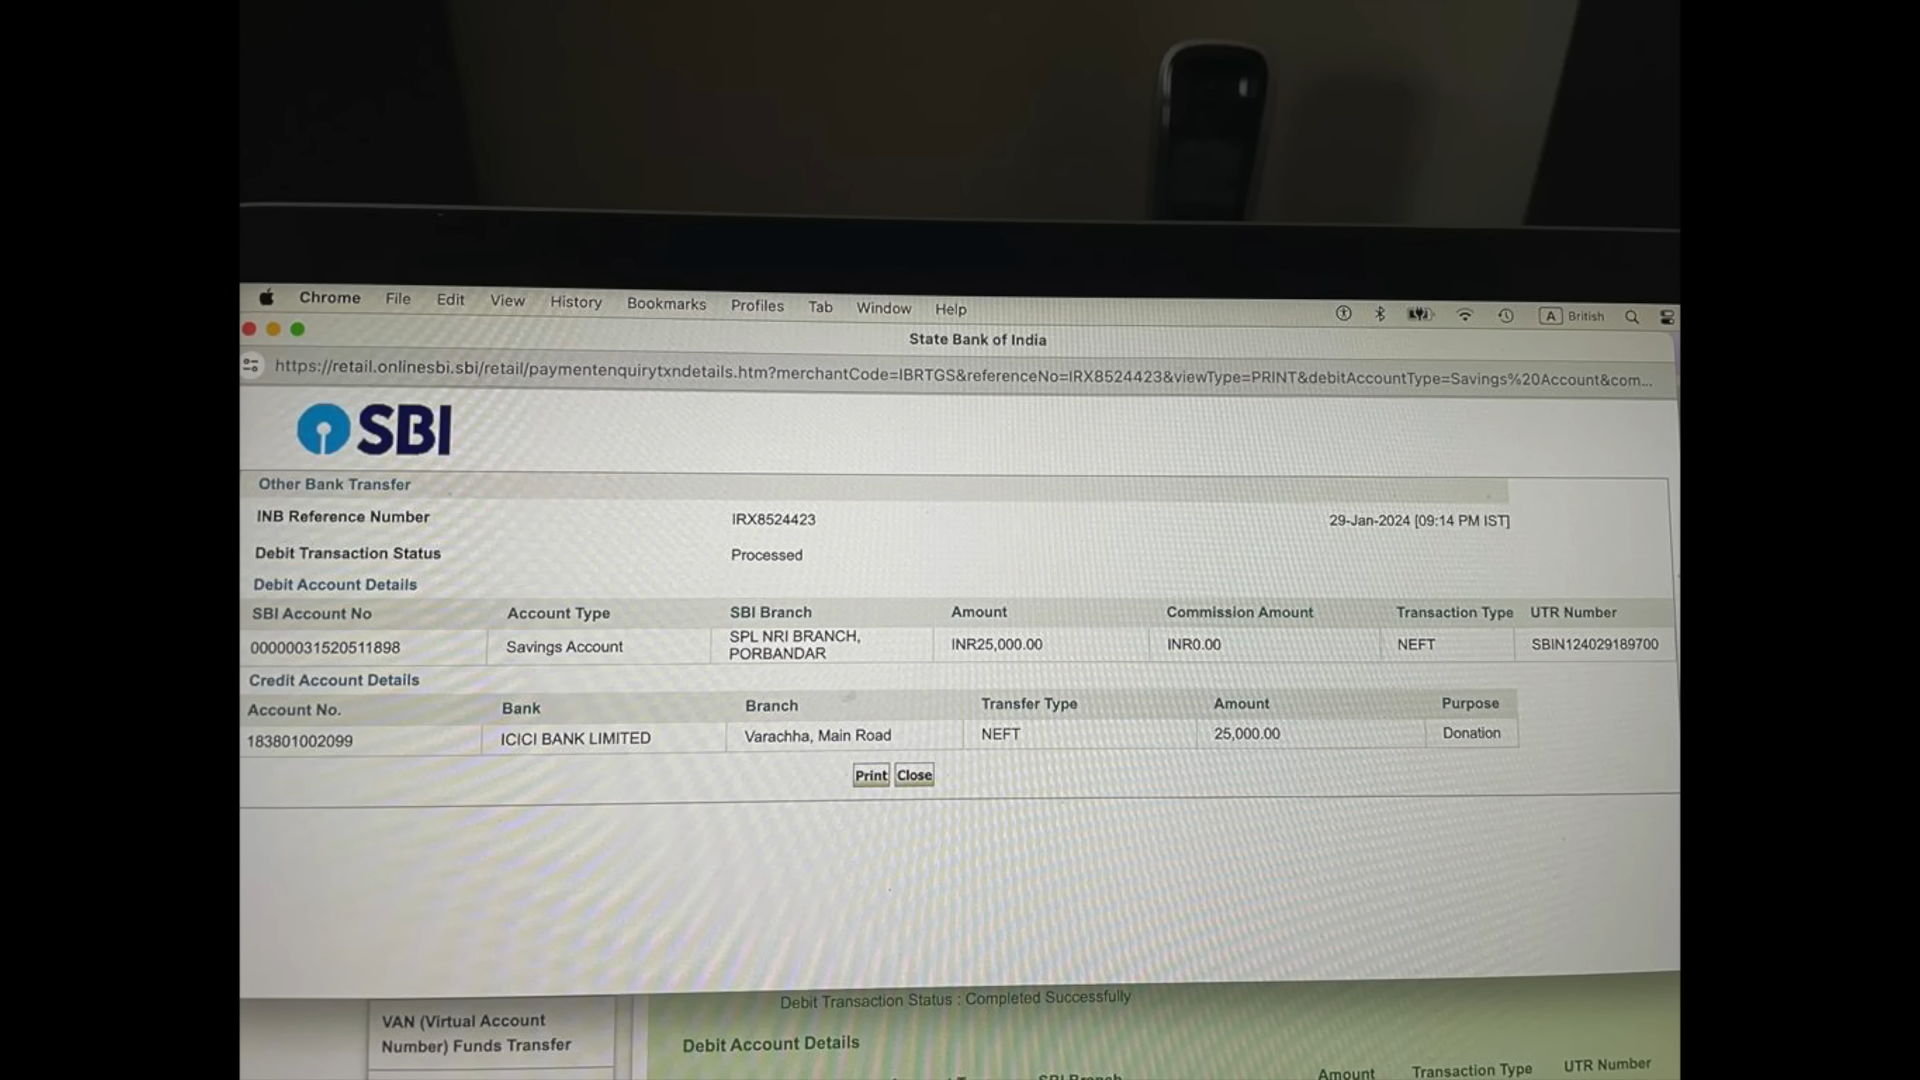 Chrome File Edit View History Bookmarks Profiles Tab Window Help A British
State Bank of India
https://retail.onlinesbi.sbi/retail/paymentenquirytxndetails.htm?merchantCode=IBRTGS&referenceNo=IRX8524423&viewType=PRINT&debitAccountType=Savings%20Account&com...
SBI
Other Bank Transfer
INB Reference Number IRX8524423 29-Jan-2024 [09:14 PM IST]
Debit Transaction Status Processed
Debit Account Details
SBI Account No Account Type SBI Branch Amount Commission Amount Transaction Type UTR Number
00000031520511898 Savings Account SPL NRI BRANCH, PORBANDAR INR25,000.00 INR0.00 NEFT SBIN124029189700
Credit Account Details
Account No. Bank Branch Transfer Type Amount Purpose
183801002099 ICICI BANK LIMITED Varachha, Main Road NEFT 25,000.00 Donation
Print Close
Debit Transaction Status : Completed Successfully
VAN (Virtual Account
Number) Funds Transfer
Debit Account Details
Amount Transaction Type UTR Number